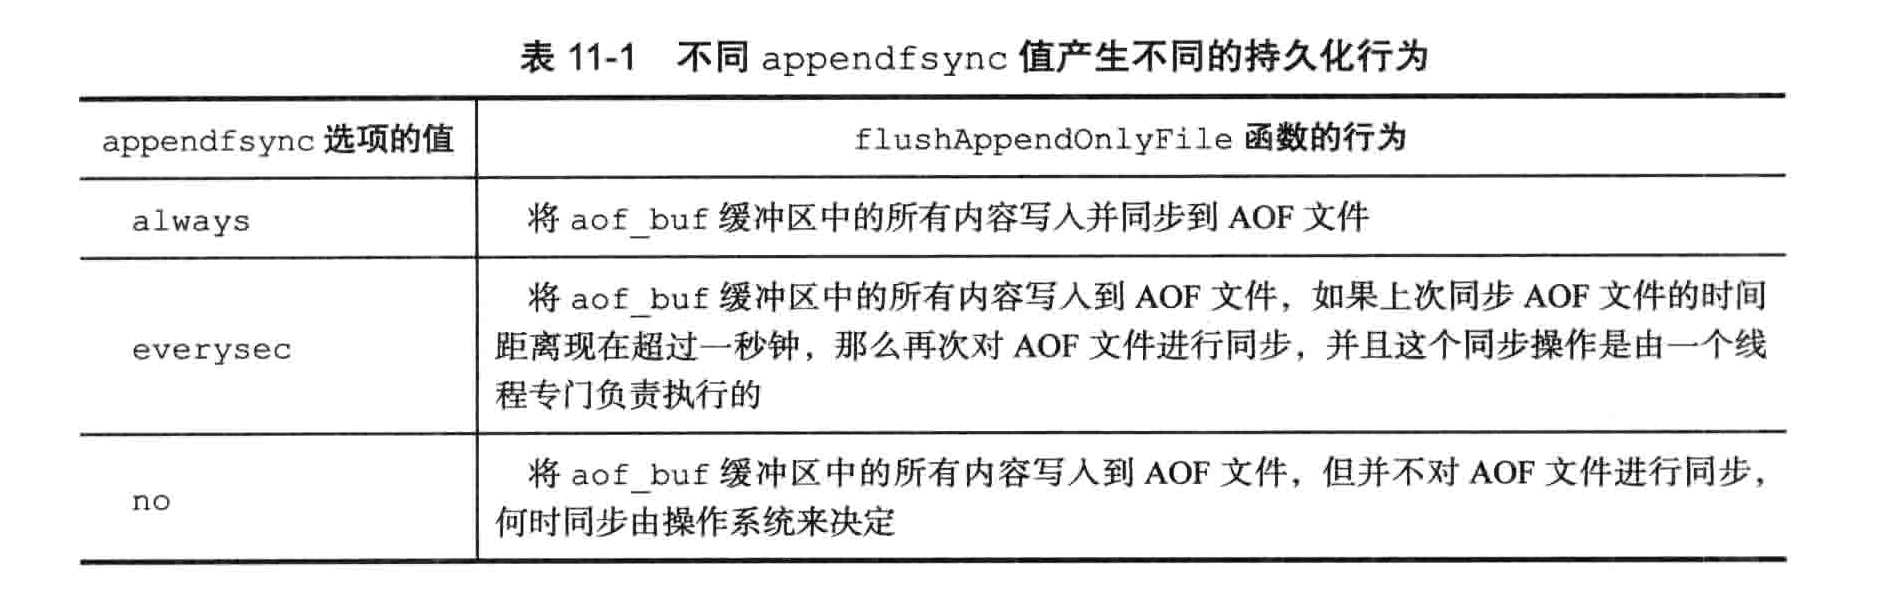 表 11-1 不同 appendfsync 值产生不同的持久化行为
appendfsync 选项的值
flushAppendOnlyFile 函数的行为
always
将 aof_buf 缓冲区中的所有内容写入并同步到 AOF 文件
everysec
将 aof_buf 缓冲区中的所有内容写入到 AOF 文件，如果上次同步 AOF 文件的时间
距离现在超过一秒钟，那么再次对 AOF 文件进行同步，并且这个同步操作是由一个线
程专门负责执行的
no
将 aof_buf 缓冲区中的所有内容写入到 AOF 文件，但并不对 AOF 文件进行同步，
何时同步由操作系统来决定